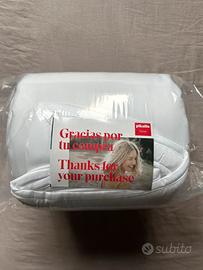 pikolin
Gracias por
tu compra
Thanks for
your purchase
subito